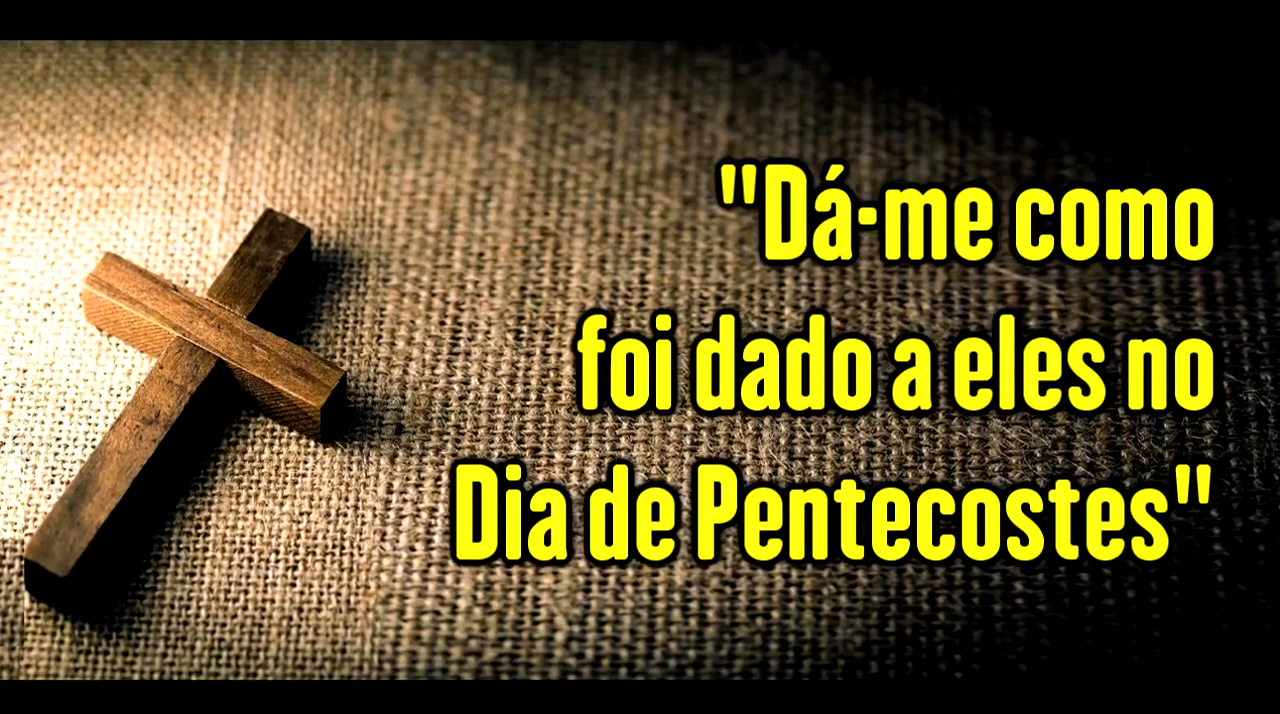 "Dá-me como
foi dado a eles no
Dia de Pentecostes"